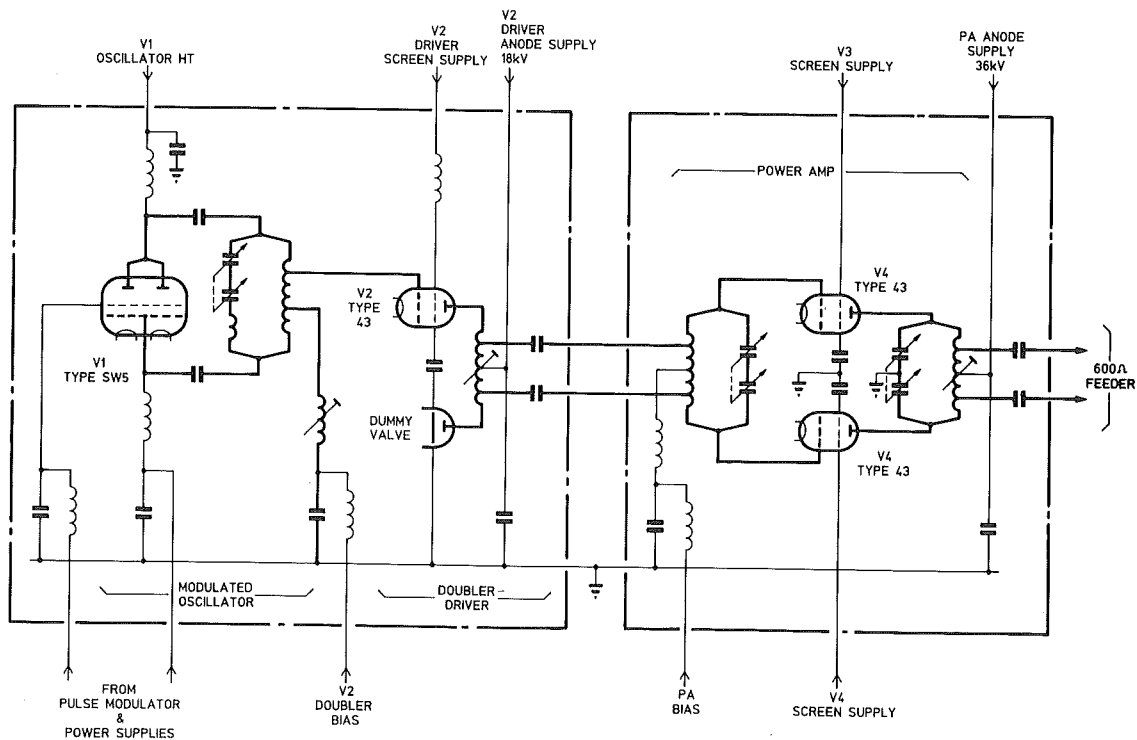 V1
OSCILLATOR HT
V2
DRIVER
SCREEN SUPPLY
V2
DRIVER
ANODE SUPPLY
18kV
V3
SCREEN SUPPLY
PA ANODE
SUPPLY
36kV
POWER AMP
V1
TYPE SW5
V2
TYPE
43
DUMMY
VALVE
V4
TYPE 43
V4
TYPE 43
600Ω
FEEDER
MODULATED
OSCILLATOR
DOUBLER-
DRIVER
FROM
PULSE MODULATOR
&
POWER SUPPLIES
V2
DOUBLER
BIAS
PA
BIAS
V4
SCREEN SUPPLY